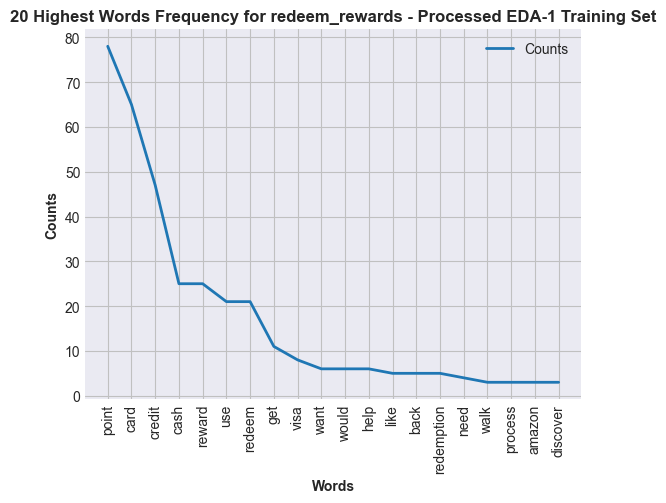 20 Highest Words Frequency for redeem_rewards - Processed EDA-1 Training Set
Counts
80
70
60
50
40
30
20
10
0
Counts
point
card
credit
cash
reward
use
redeem
get
visa
want
would
help
like
back
redemption
need
walk
process
amazon
discover
Words